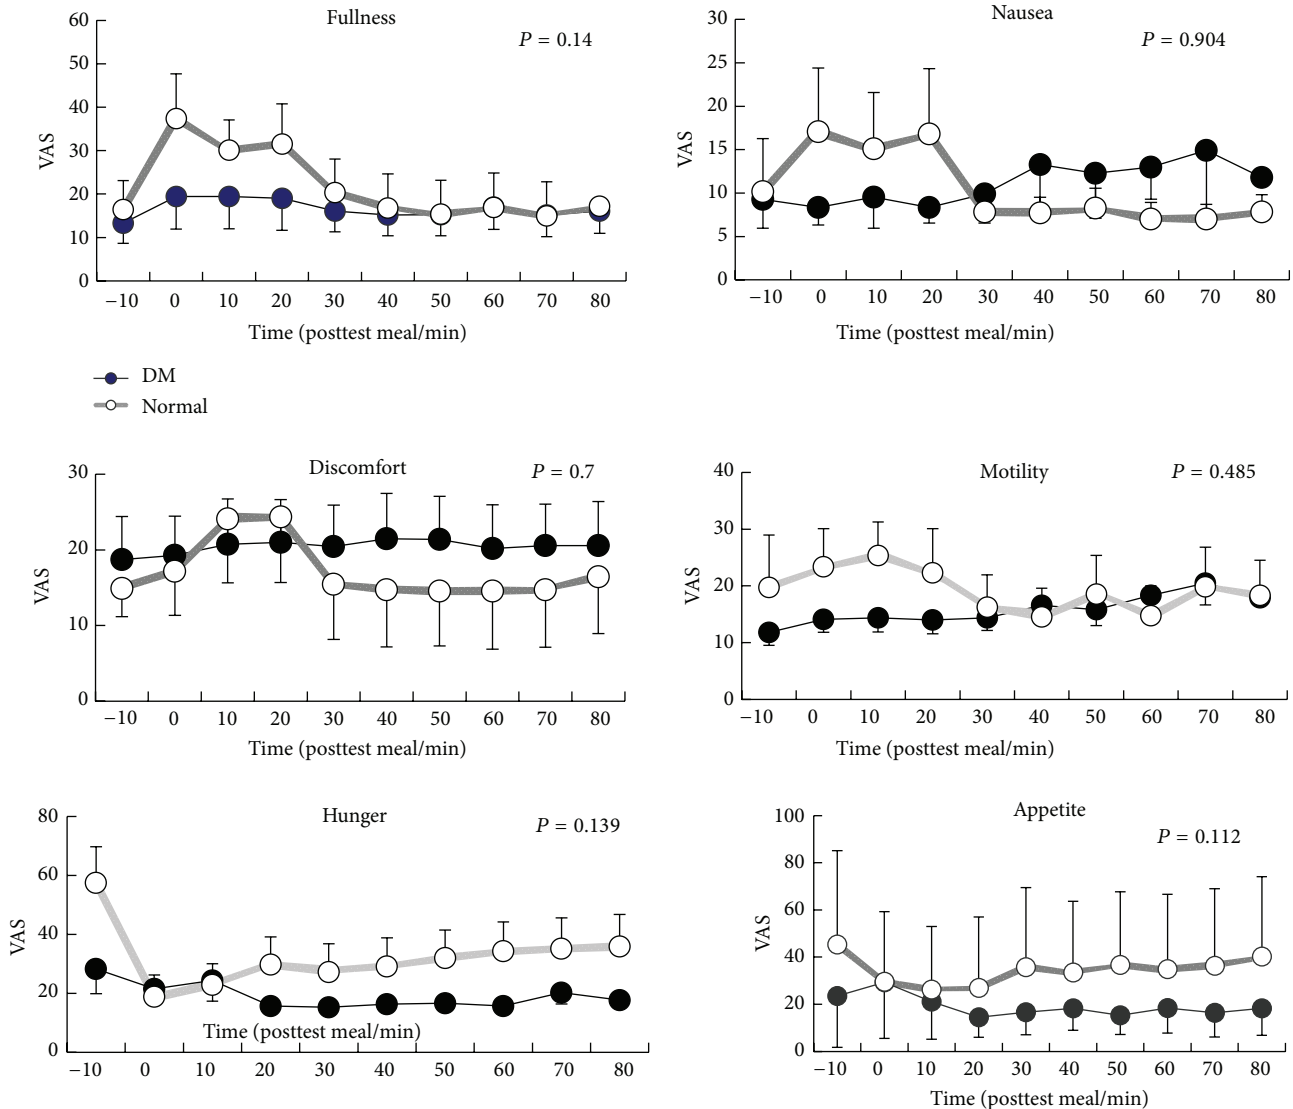 Fullness
P = 0.14
60
50
40
30
20
10
0
VAS
−10 0 10 20 30 40 50 60 70 80
Time (posttest meal/min)
Nausea
P = 0.904
30
25
20
15
10
5
0
VAS
−10 0 10 20 30 40 50 60 70 80
Time (posttest meal/min)
DM
Normal
Discomfort
P = 0.7
30
20
10
0
VAS
−10 0 10 20 30 40 50 60 70 80
Time (posttest meal/min)
Motility
P = 0.485
40
30
20
10
0
VAS
−10 0 10 20 30 40 50 60 70 80
Time (posttest meal/min)
Hunger
P = 0.139
80
60
40
20
0
VAS
Time (posttest meal/min)
−10 0 10 20 30 40 50 60 70 80
Appetite
P = 0.112
100
80
60
40
20
0
VAS
−10 0 10 20 30 40 50 60 70 80
Time (posttest meal/min)